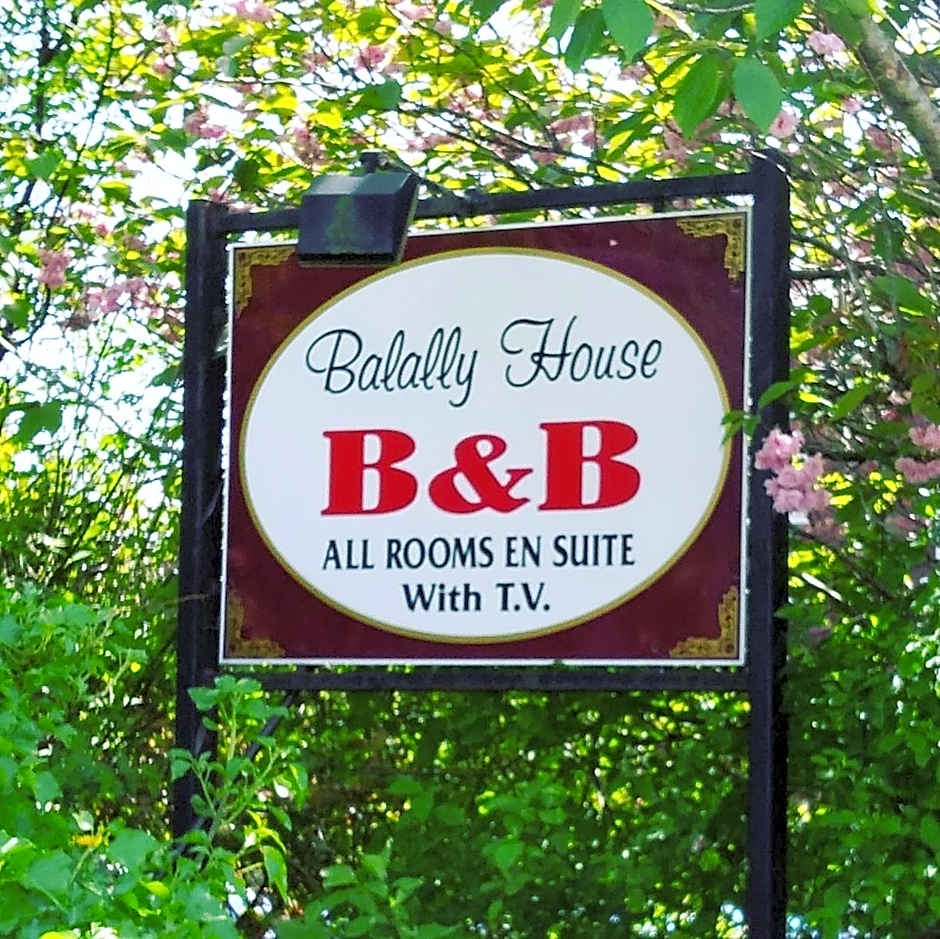 Balally House
B&B
ALL ROOMS EN SUITE
With T.V.